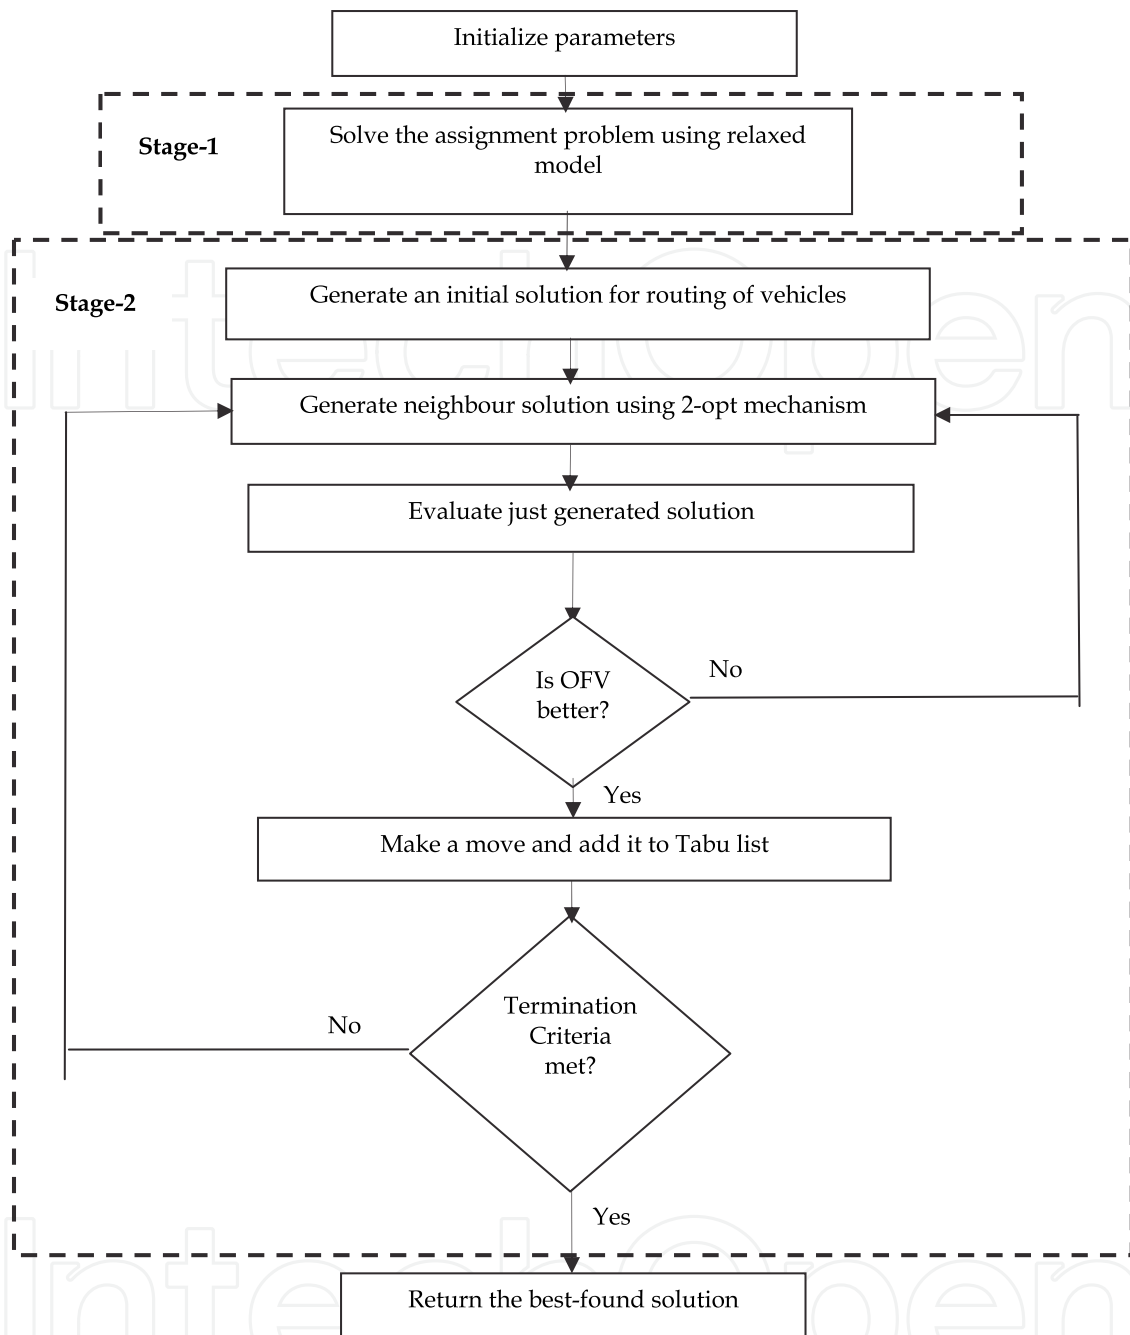 Initialize parameters
Stage-1
Solve the assignment problem using relaxed
model
Stage-2
Generate an initial solution for routing of vehicles
Generate neighbour solution using 2-opt mechanism
Evaluate just generated solution
Is OFV
better?
No
Yes
Make a move and add it to Tabu list
Termination
Criteria
met?
No
Yes
Return the best-found solution
IntechOpen
IntechOpen